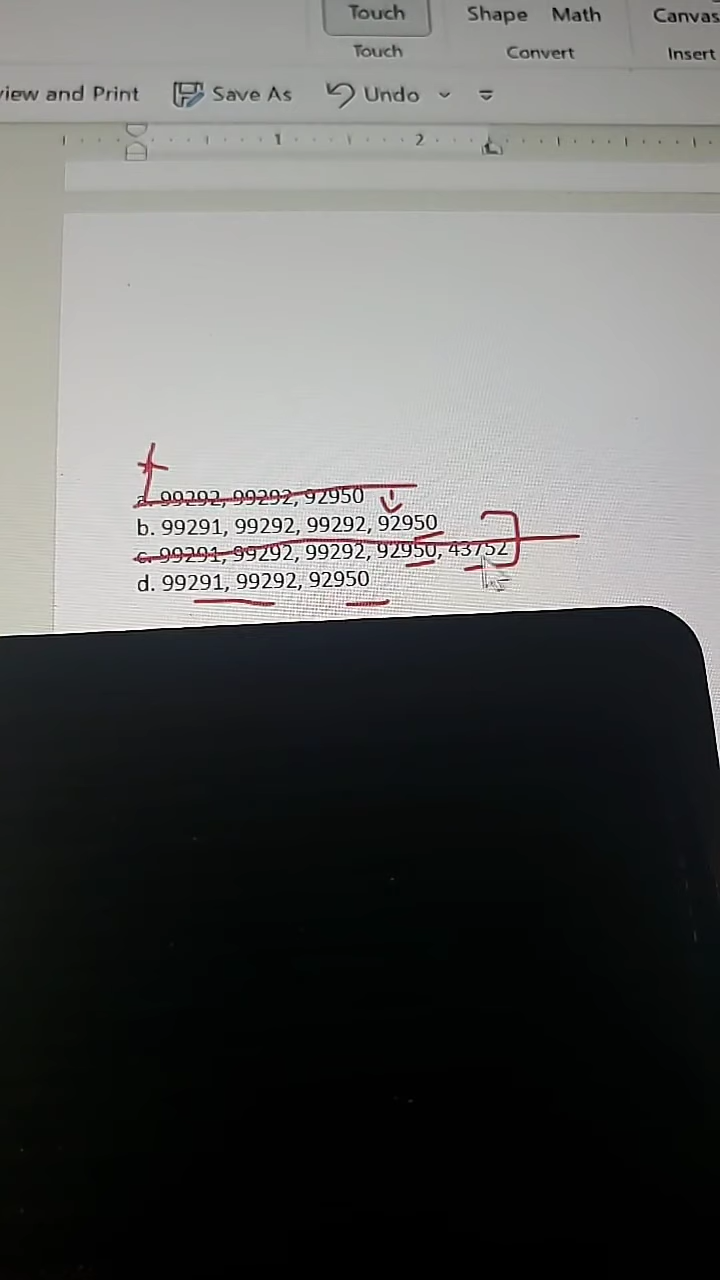 Touch Shape Math Canvas
Touch Convert Insert
view and Print Save As Undo
1 2
a. 99292, 99292, 92950
b. 99291, 99292, 99292, 92950
c. 99291, 99292, 99292, 92950, 43752
d. 99291, 99292, 92950